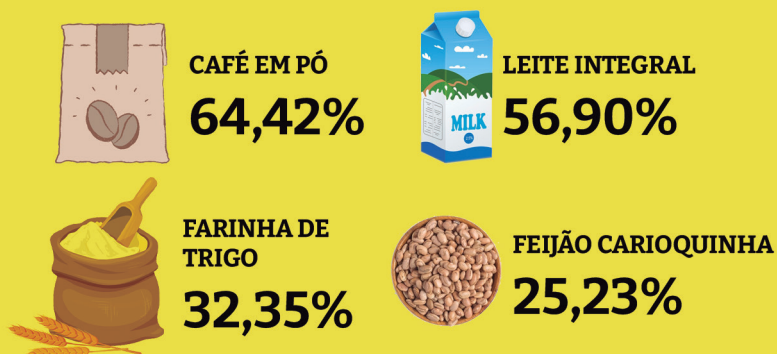 CAFÉ EM PÓ
64,42%
LEITE INTEGRAL
56,90%
MILK
FARINHA DE
TRIGO
32,35%
FEIJÃO CARIOQUINHA
25,23%